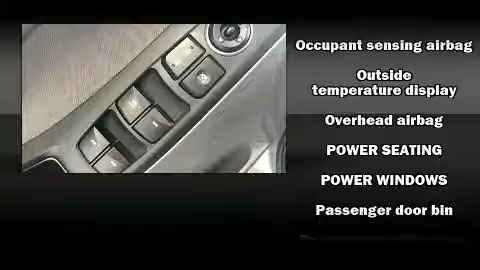 Occupant sensing airbag
Outside
temperature display
Overhead airbag
POWER SEATING
POWER WINDOWS
Passenger door bin